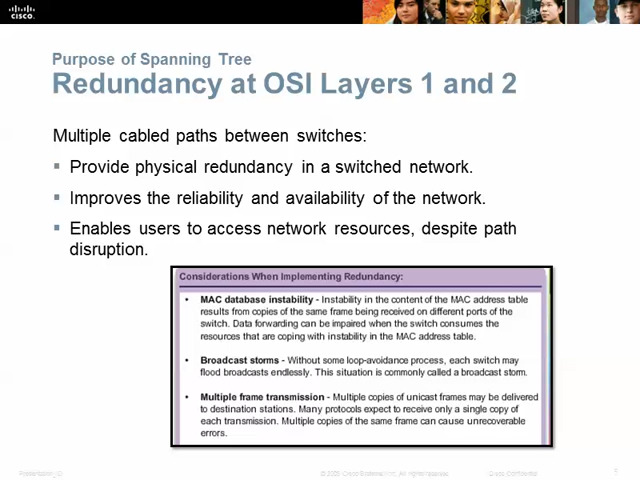 CISCO
Purpose of Spanning Tree
Redundancy at OSI Layers 1 and 2
Multiple cabled paths between switches:
▪ Provide physical redundancy in a switched network.
▪ Improves the reliability and availability of the network.
▪ Enables users to access network resources, despite path
disruption.
Considerations When Implementing Redundancy:
• MAC database instability - Instability in the content of the MAC address table
results from copies of the same frame being received on different ports of the
switch. Data forwarding can be impaired when the switch consumes the
resources that are coping with instability in the MAC address table.
• Broadcast storms - Without some loop-avoidance process, each switch may
flood broadcasts endlessly. This situation is commonly called a broadcast storm.
• Multiple frame transmission - Multiple copies of unicast frames may be delivered
to destination stations. Many protocols expect to receive only a single copy of
each transmission. Multiple copies of the same frame can cause unrecoverable
errors.
Presentation_ID
Cisco Systems, Inc. All rights reserved.
Cisco Confidential